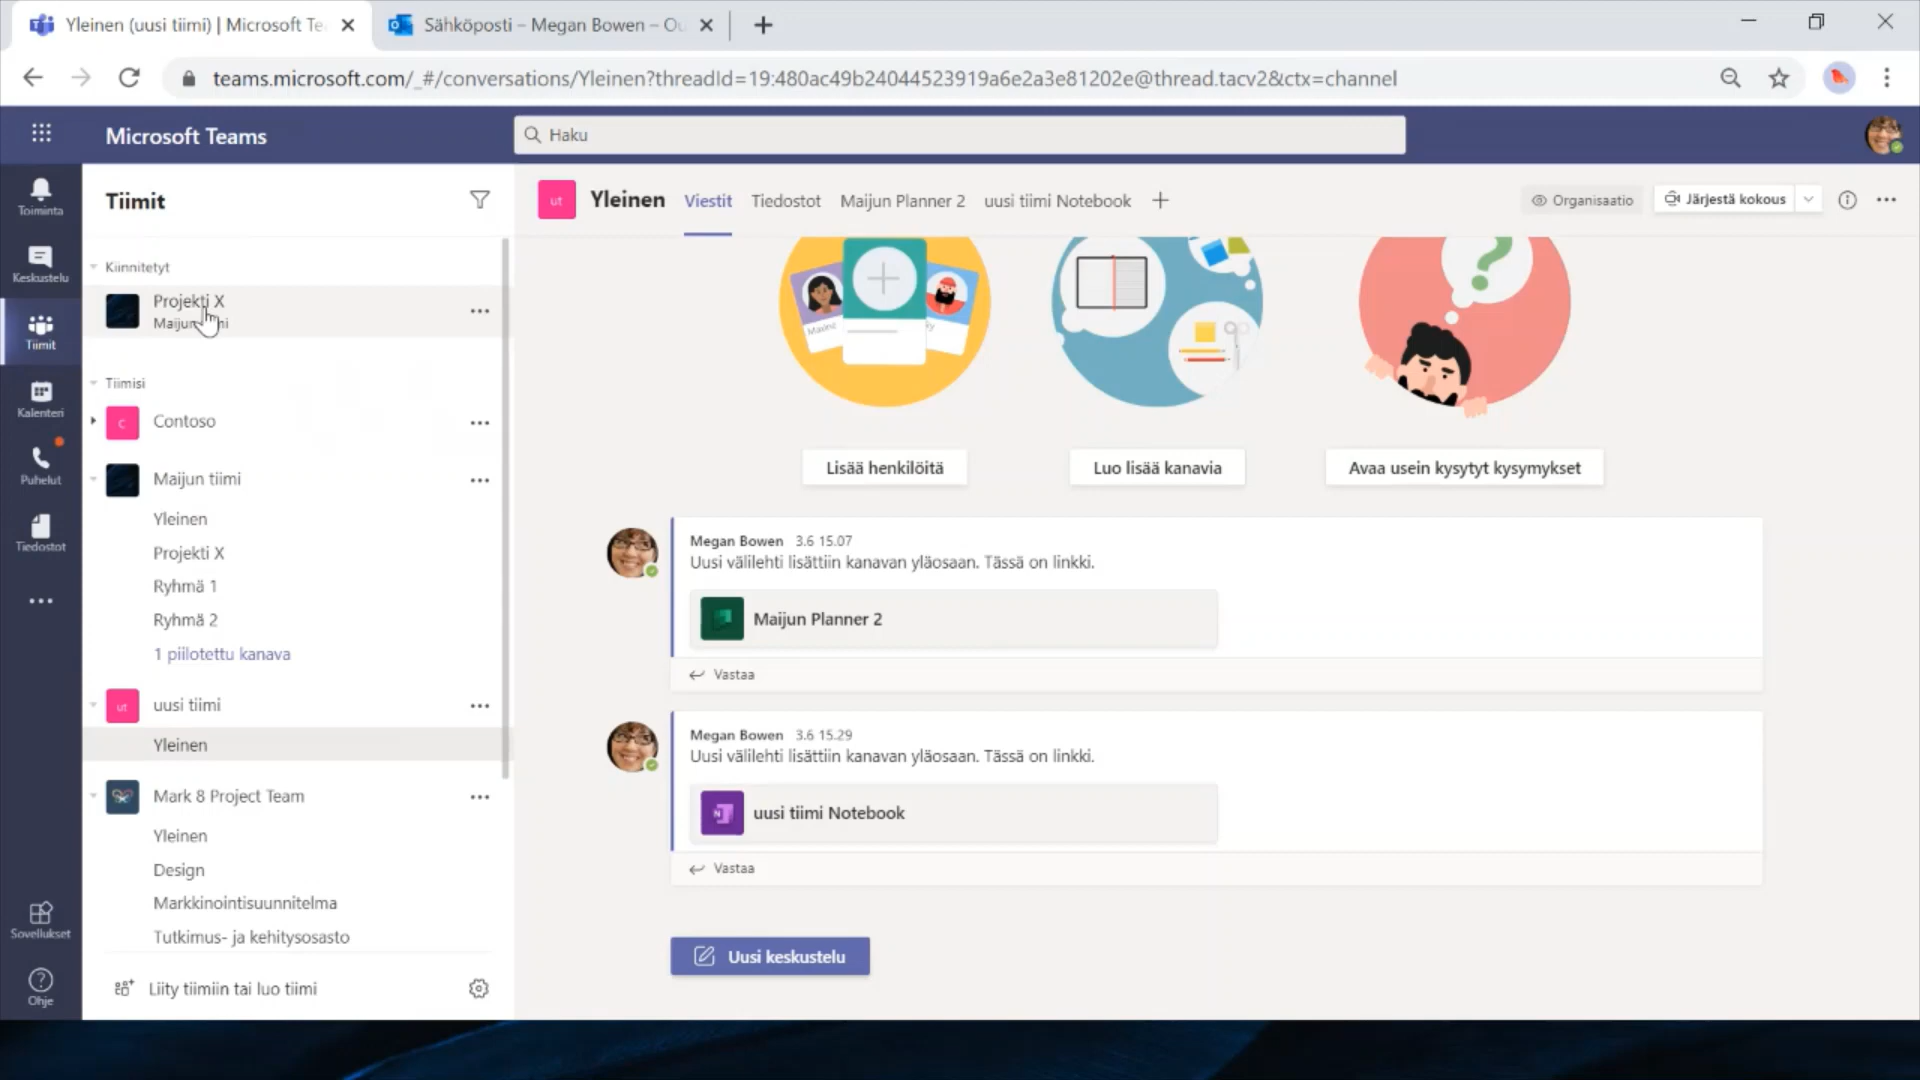 Yleinen (uusi tiimi) | Microsoft Te
Sähköposti – Megan Bowen – Ou
teams.microsoft.com/_#/conversations/Yleinen?threadId=19:480ac49b24044523919a6e2a3e81202e@thread.tacv2&ctx=channel
Microsoft Teams
Haku
Toiminta
Keskustelu
Tiimit
Kalenteri
Puhelut
Tiedostot
Sovellukset
Ohje
Tiimit
Kiinnitetyt
Projekti X
Tiimisi
C
Contoso
Maijun tiimi
Yleinen
Projekti X
Ryhmä 1
Ryhmä 2
1 piilotettu kanava
ut
uusi tiimi
Yleinen
Mark 8 Project Team
Yleinen
Design
Markkinointisuunnitelma
Tutkimus- ja kehitysosasto
Liity tiimiin tai luo tiimi
ut
Yleinen
Viestit
Tiedostot
Maijun Planner 2
uusi tiimi Notebook
Organisaatio
Järjestä kokous
Lisää henkilöitä
Luo lisää kanavia
Avaa usein kysytyt kysymykset
Megan Bowen 3.6 15.07
Uusi välilehti lisättiin kanavan yläosaan. Tässä on linkki.
Maijun Planner 2
Vastaa
Megan Bowen 3.6 15.29
Uusi välilehti lisättiin kanavan yläosaan. Tässä on linkki.
N
uusi tiimi Notebook
Vastaa
Uusi keskustelu